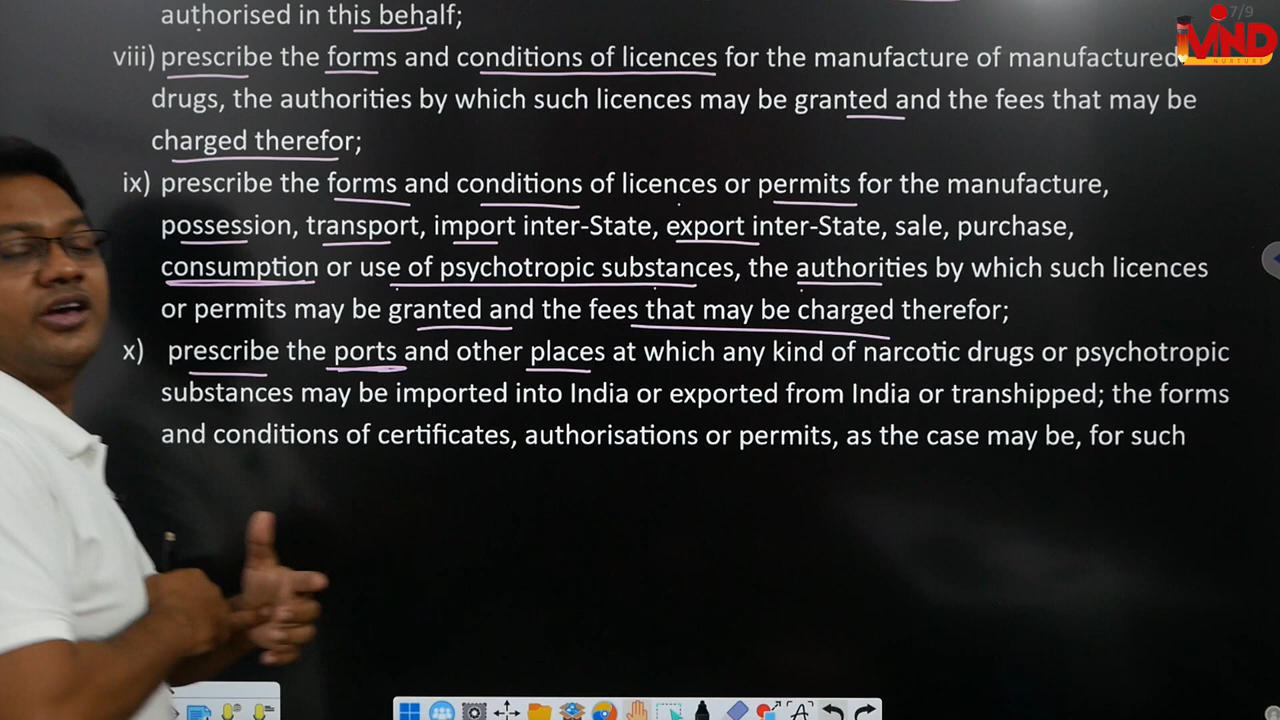 7/9
MIND
NURTURE
authorised in this behalf;
viii) prescribe the forms and conditions of licences for the manufacture of manufactured
drugs, the authorities by which such licences may be granted and the fees that may be
charged therefor;
ix) prescribe the forms and conditions of licences or permits for the manufacture,
possession, transport, import inter-State, export inter-State, sale, purchase,
consumption or use of psychotropic substances, the authorities by which such licences
or permits may be granted and the fees that may be charged therefor;
x) prescribe the ports and other places at which any kind of narcotic drugs or psychotropic
substances may be imported into India or exported from India or transhipped; the forms
and conditions of certificates, authorisations or permits, as the case may be, for such